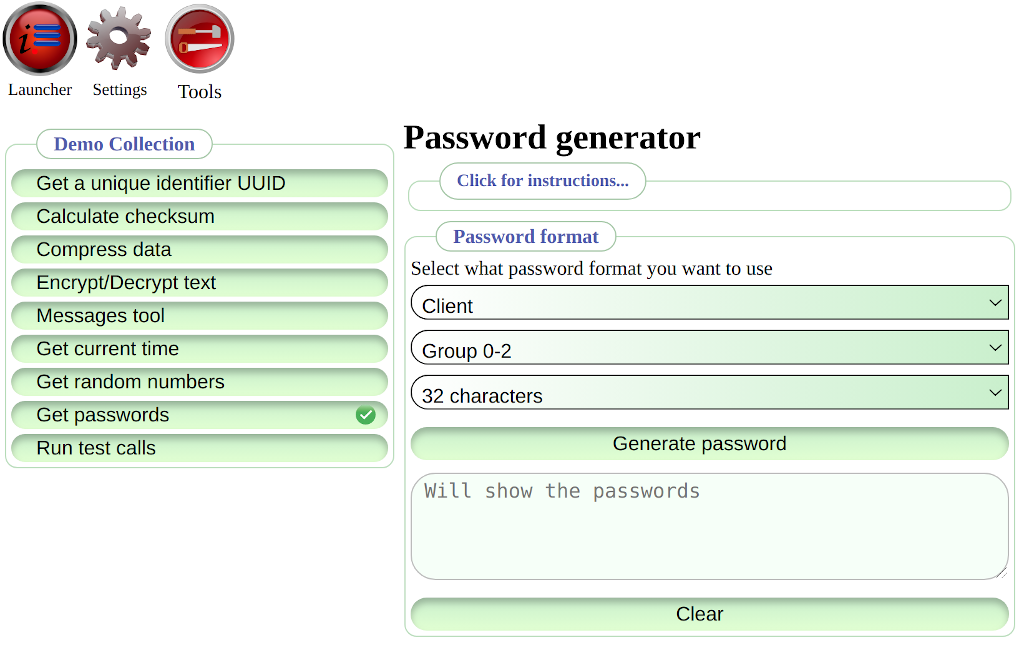 Launcher
Settings
Tools
Demo Collection
Get a unique identifier UUID
Calculate checksum
Compress data
Encrypt/Decrypt text
Messages tool
Get current time
Get random numbers
Get passwords
Run test calls
Password generator
Click for instructions...
Password format
Select what password format you want to use
Client
Group 0-2
32 characters
Generate password
Will show the passwords
Clear